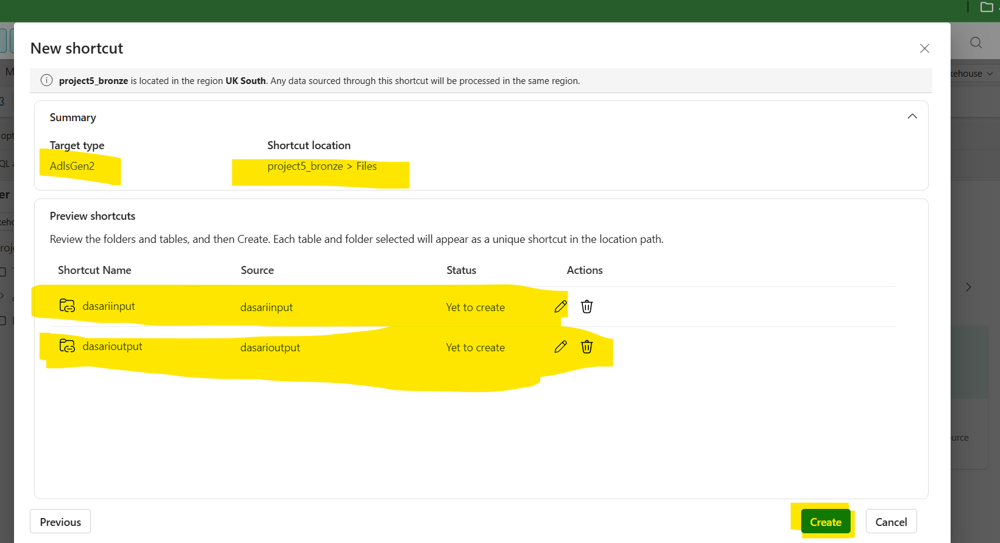 New shortcut
project5_bronze is located in the region UK South. Any data sourced through this shortcut will be processed in the same region.
Summary
Target type Shortcut location
AdlsGen2 project5_bronze > Files
Preview shortcuts
Review the folders and tables, and then Create. Each table and folder selected will appear as a unique shortcut in the location path.
Shortcut Name Source Status Actions
dasariinput dasariinput Yet to create
dasarioutput dasarioutput Yet to create
Previous Create Cancel